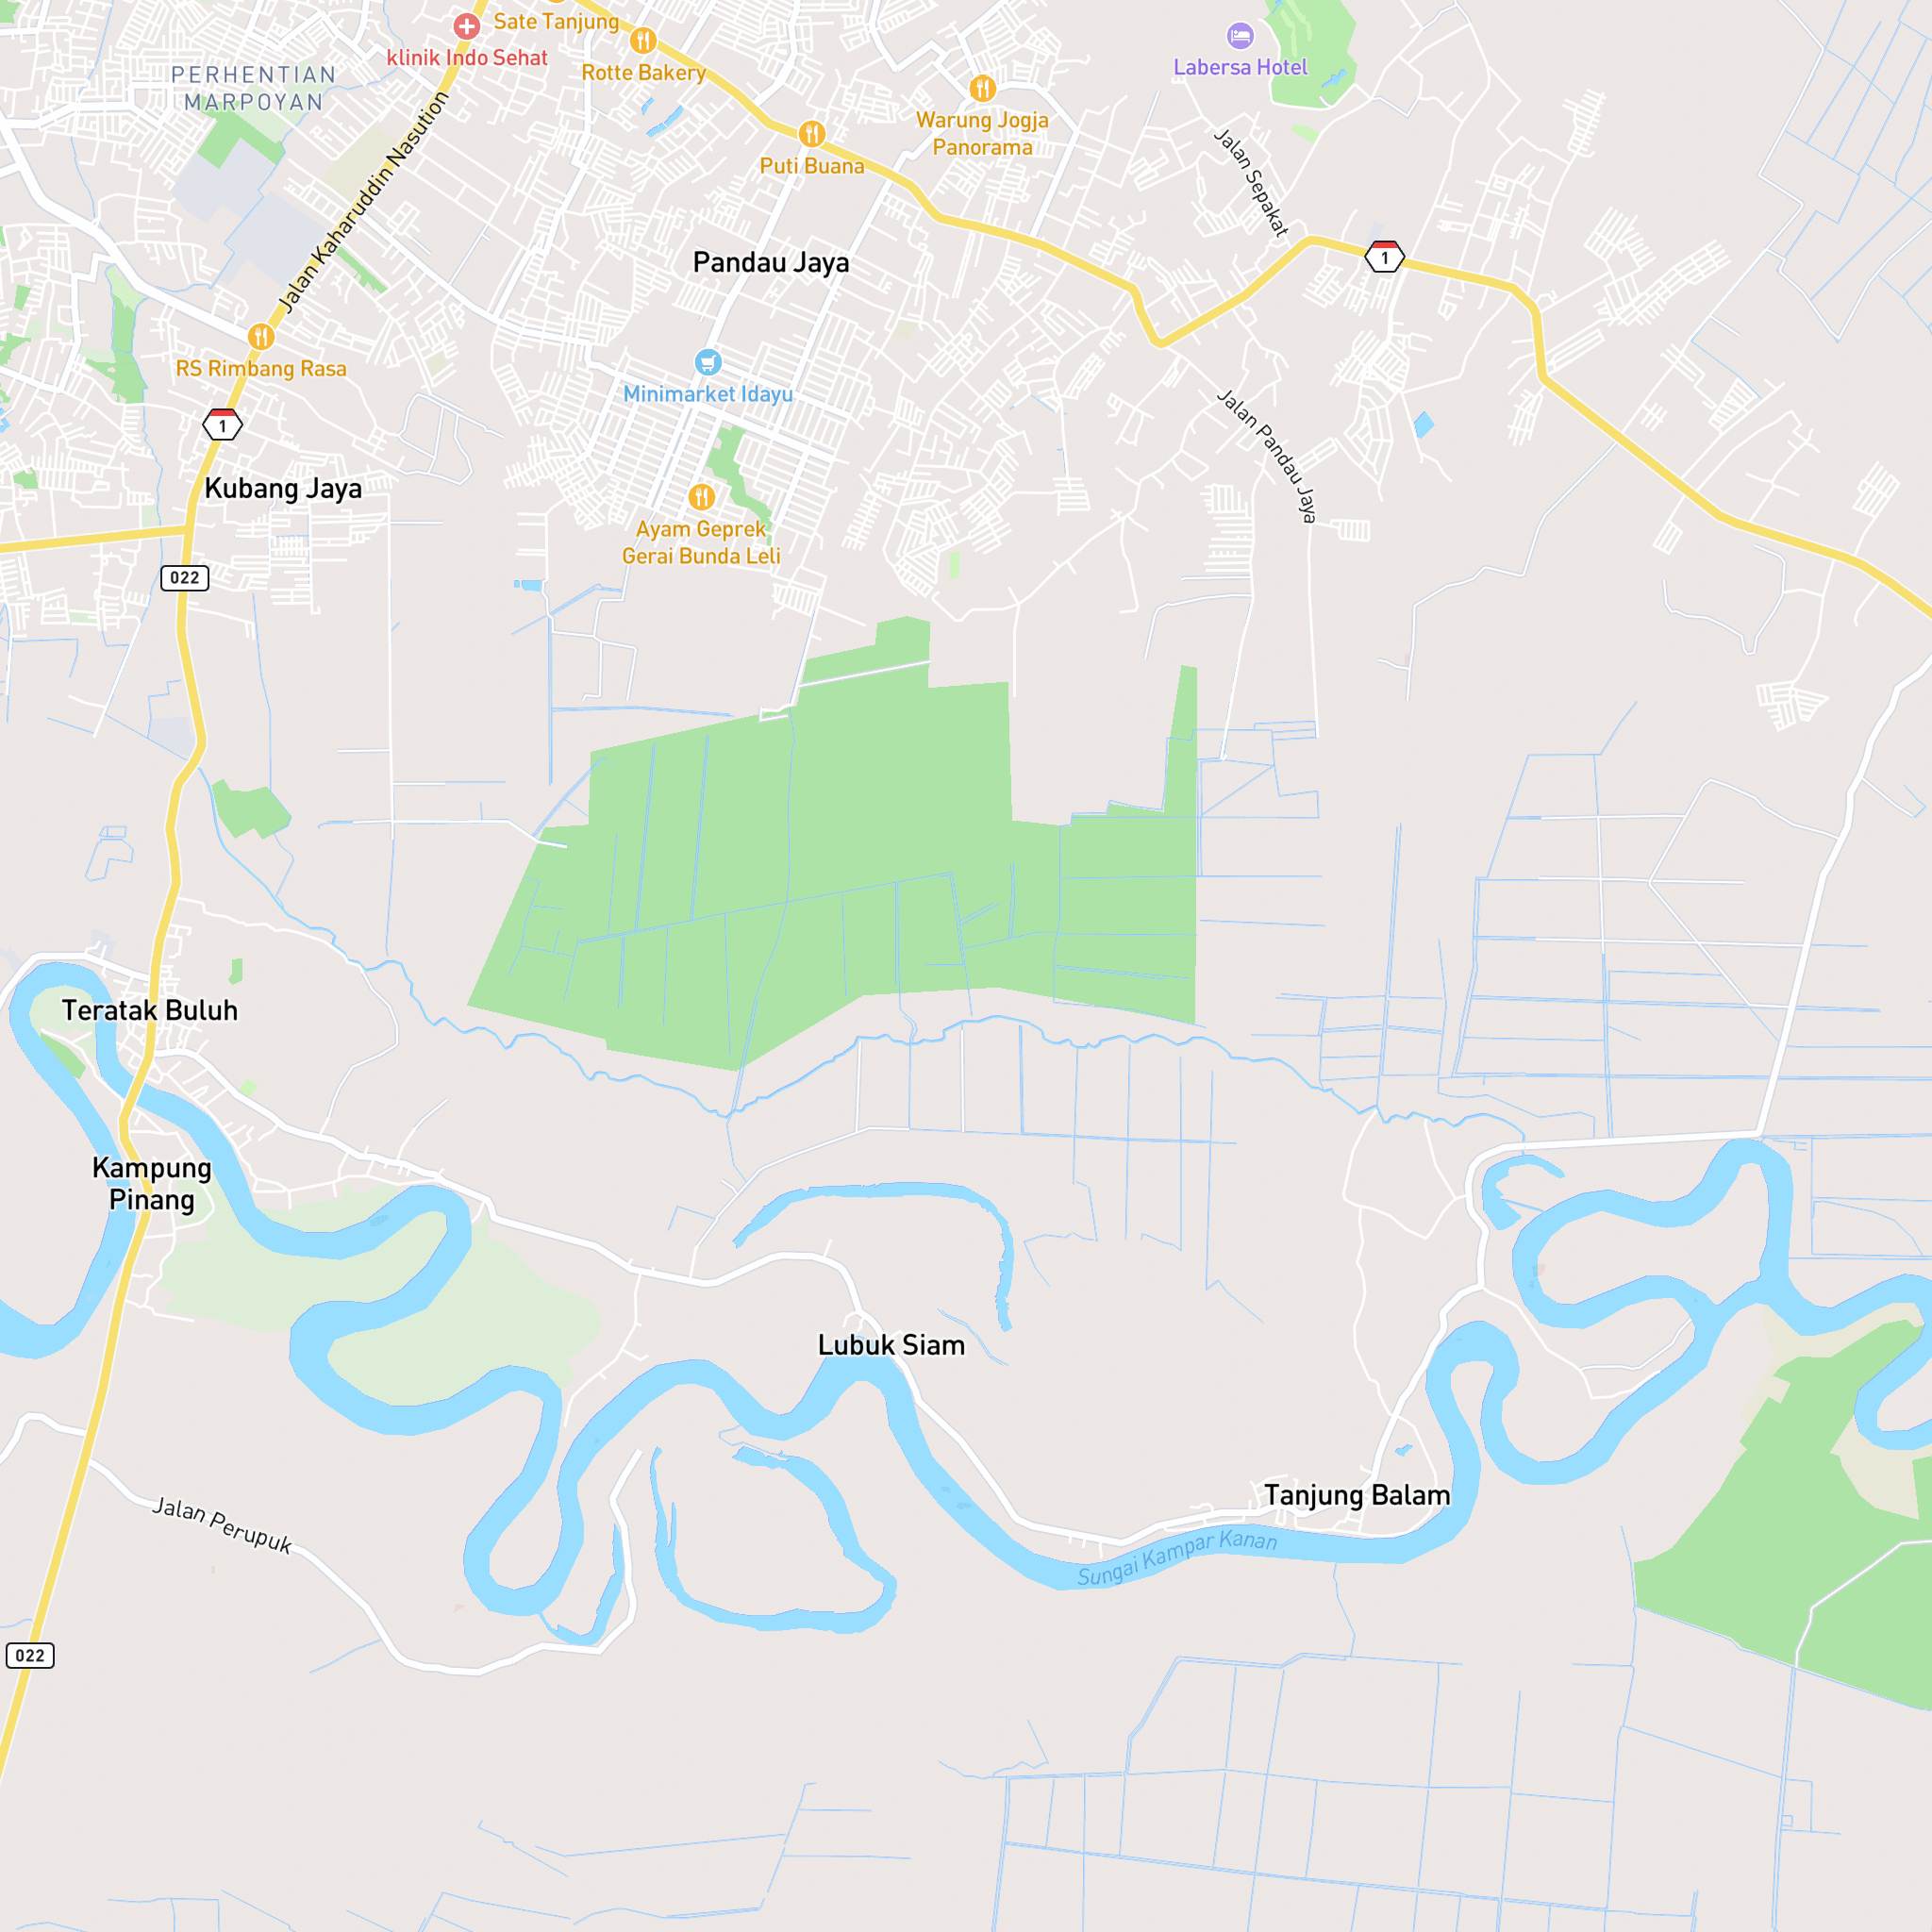 Sate Tanjung
klinik Indo Sehat
Rotte Bakery
Labersa Hotel
PERHENTIAN
MARPOYAN
Warung Jogja
Panorama
Puti Buana
Jalan Kaharuddin Nasution
Jalan Sepakat
Pandau Jaya
1
RS Rimbang Rasa
Minimarket Idayu
1
Jalan Pandau Jaya
Kubang Jaya
Ayam Geprek
Gerai Bunda Leli
022
Teratak Buluh
Kampung
Pinang
Lubuk Siam
Tanjung Balam
Jalan Perupuk
Sungai Kampar Kanan
022